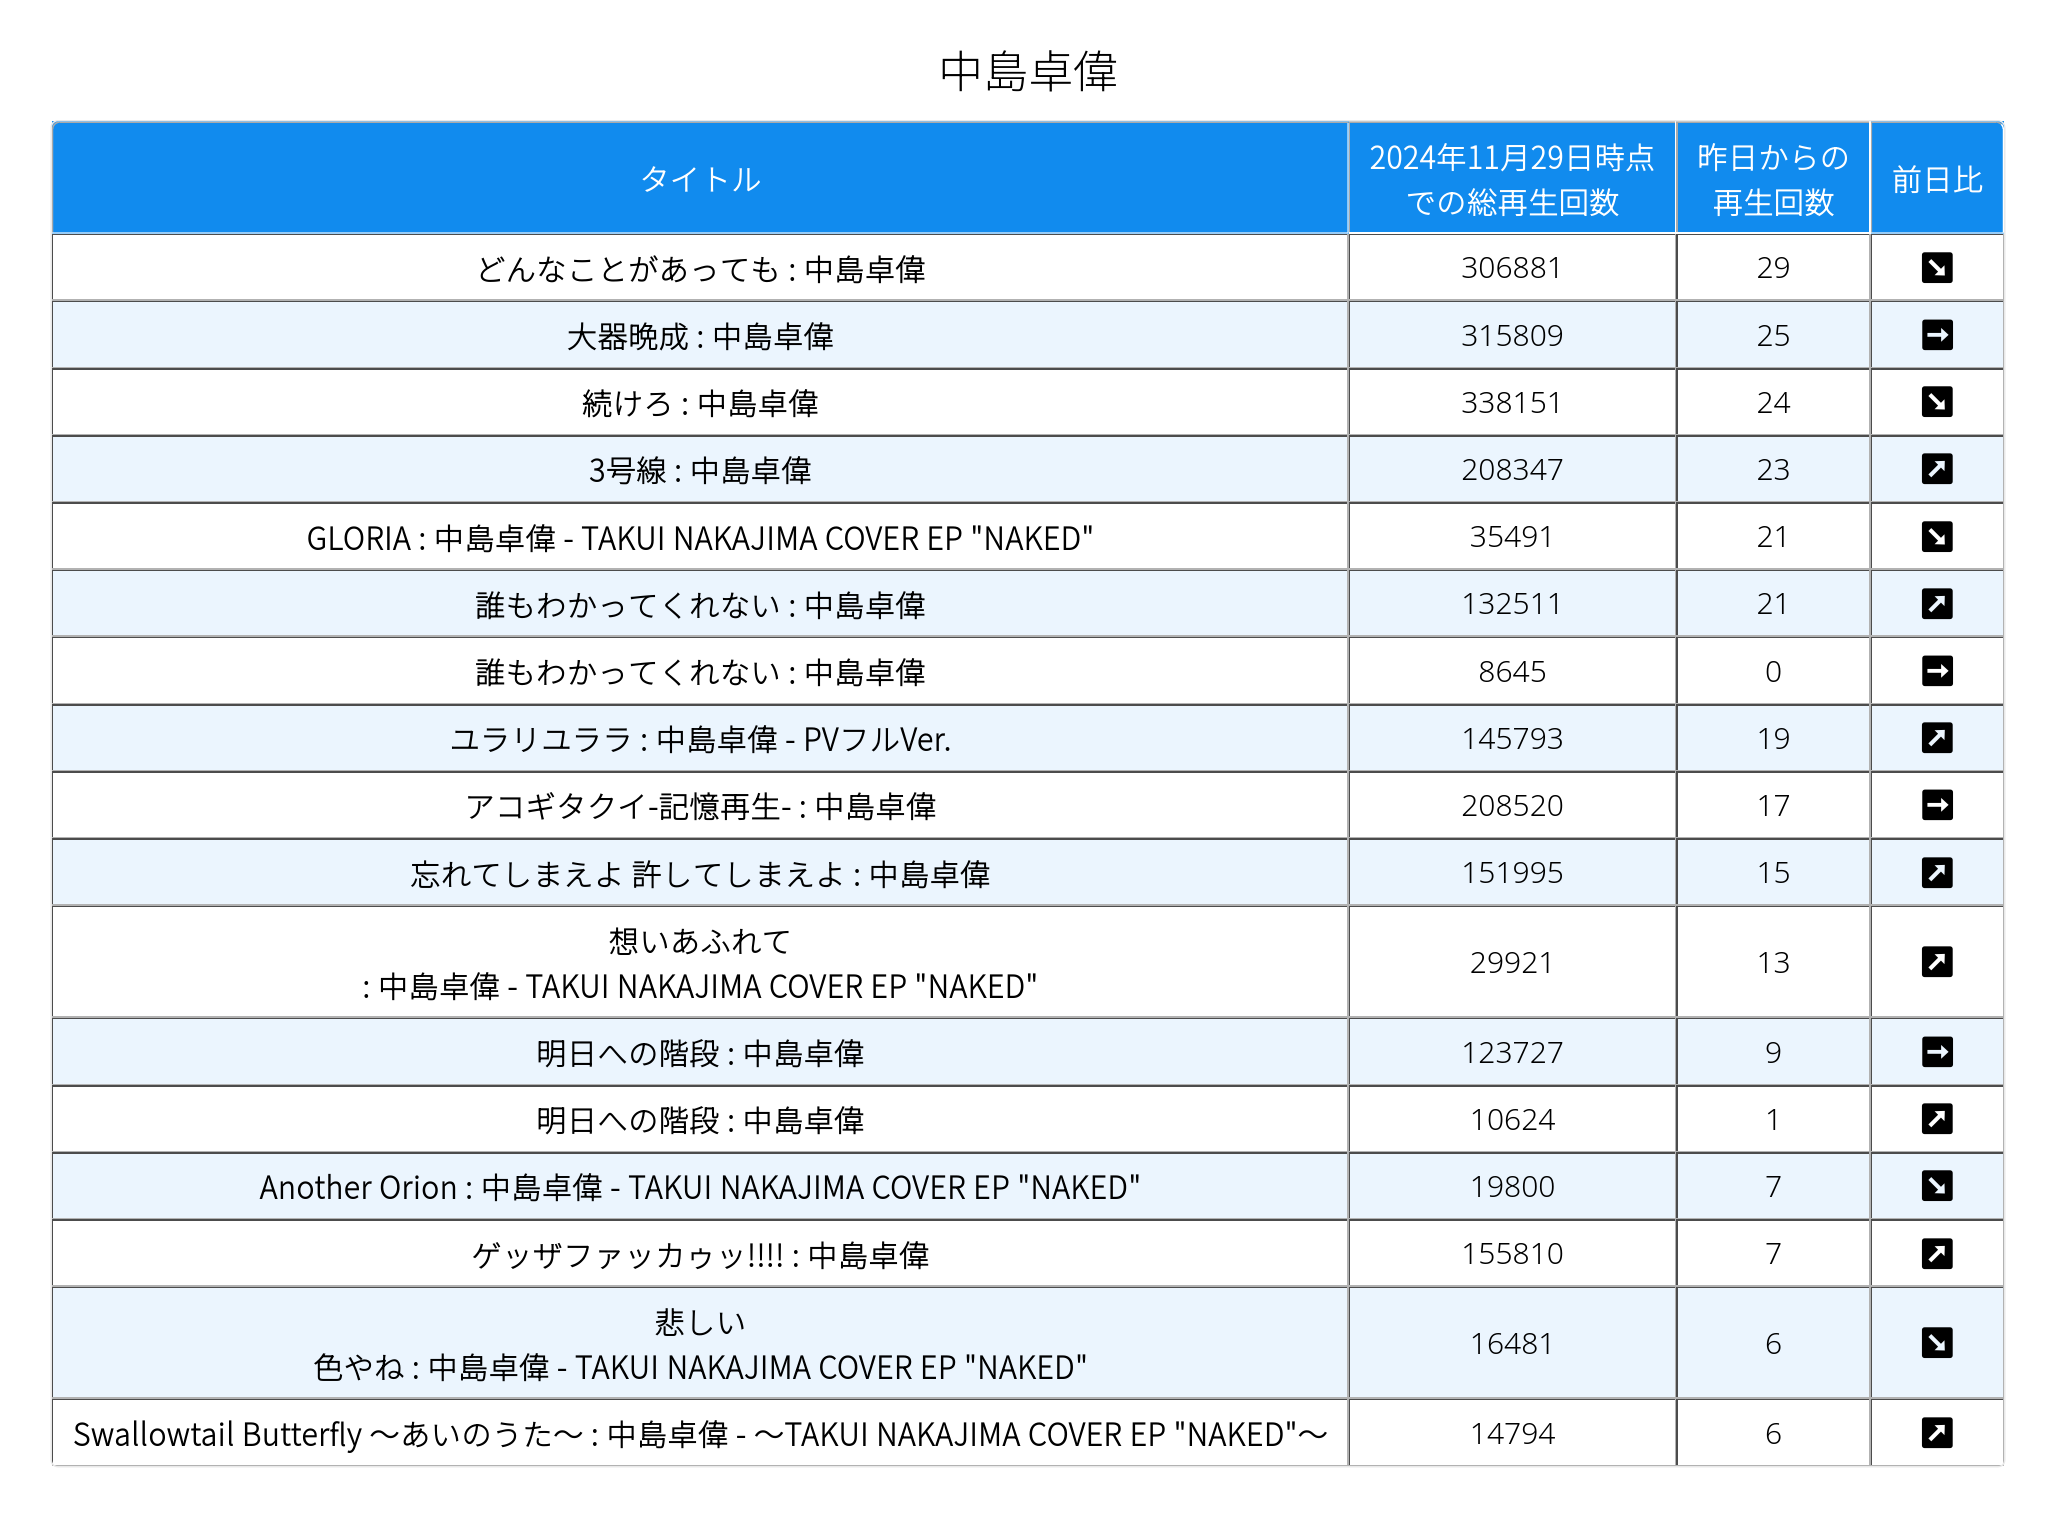 中島卓偉
タイトル
2024年11月29日時点
での総再生回数
昨日からの
再生回数
前日比
どんなことがあっても : 中島卓偉 306881 29 ↘
大器晩成 : 中島卓偉 315809 25 →
続けろ : 中島卓偉 338151 24 ↘
3号線 : 中島卓偉 208347 23 ↗
GLORIA : 中島卓偉 - TAKUI NAKAJIMA COVER EP "NAKED" 35491 21 ↘
誰もわかってくれない : 中島卓偉 132511 21 ↗
誰もわかってくれない : 中島卓偉 8645 0 →
ユラリユララ : 中島卓偉 - PVフルVer. 145793 19 ↗
アコギタクイ-記憶再生- : 中島卓偉 208520 17 →
忘れてしまえよ 許してしまえよ : 中島卓偉 151995 15 ↗
想いあふれて
: 中島卓偉 - TAKUI NAKAJIMA COVER EP "NAKED" 29921 13 ↗
明日への階段 : 中島卓偉 123727 9 →
明日への階段 : 中島卓偉 10624 1 ↗
Another Orion : 中島卓偉 - TAKUI NAKAJIMA COVER EP "NAKED" 19800 7 ↘
ゲッザファッカゥッ!!!! : 中島卓偉 155810 7 ↗
悲しい
色やね : 中島卓偉 - TAKUI NAKAJIMA COVER EP "NAKED" 16481 6 ↘
Swallowtail Butterfly ～あいのうた～ : 中島卓偉 - ～TAKUI NAKAJIMA COVER EP "NAKED"～ 14794 6 ↗